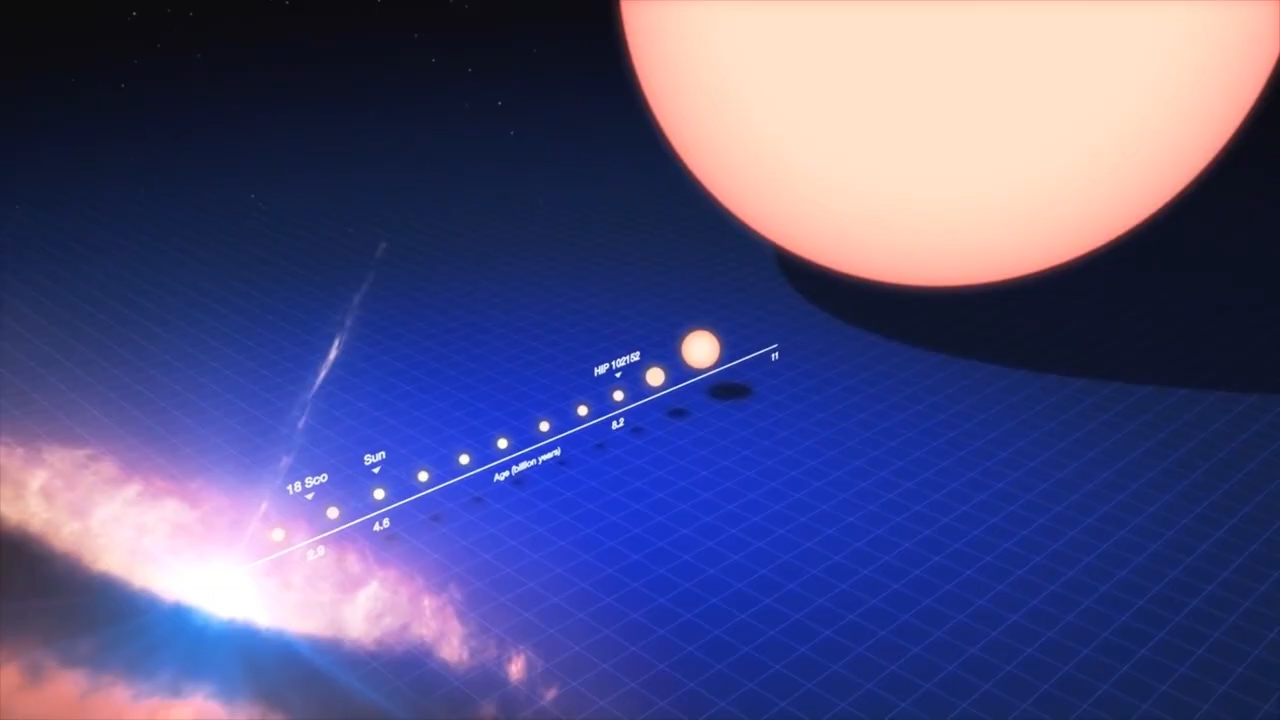 18 Sco
Sun
HIP 102152
2.9
4.6
Age (billion years)
8.2
11